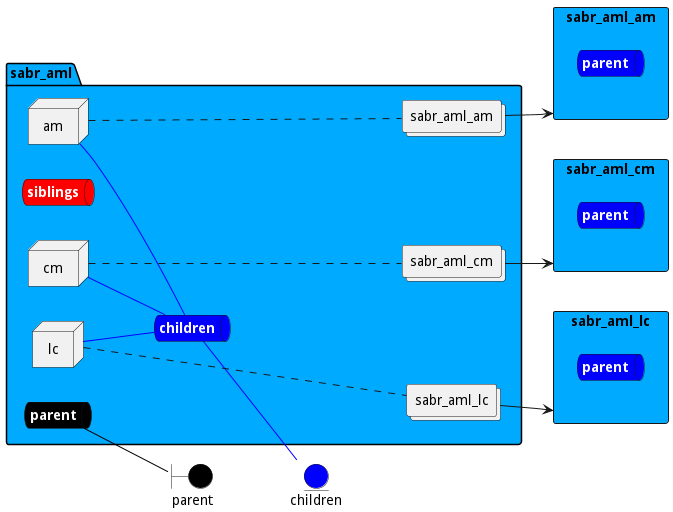 sabr_aml_am
parent
sabr_aml
am
sabr_aml_am
siblings
sabr_aml_cm
parent
cm
sabr_aml_cm
children
sabr_aml_lc
parent
lc
sabr_aml_lc
parent
parent
children